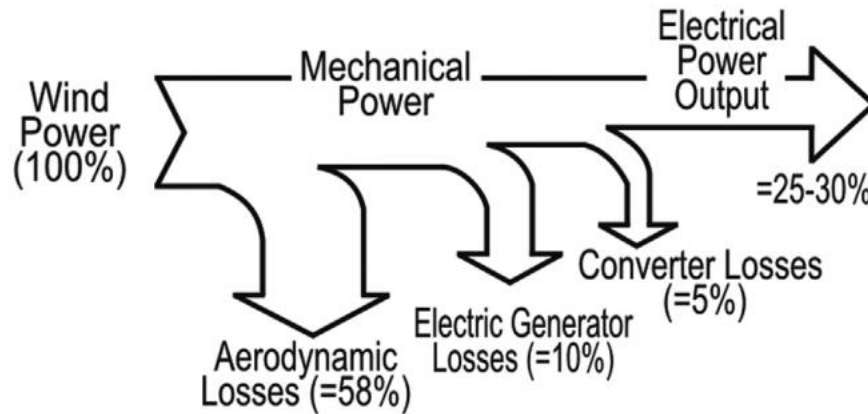 Wind
Power
(100%)
Mechanical
Power
Electrical
Power
Output
=25-30%
Aerodynamic
Losses (=58%)
Electric Generator
Losses (=10%)
Converter Losses
(=5%)